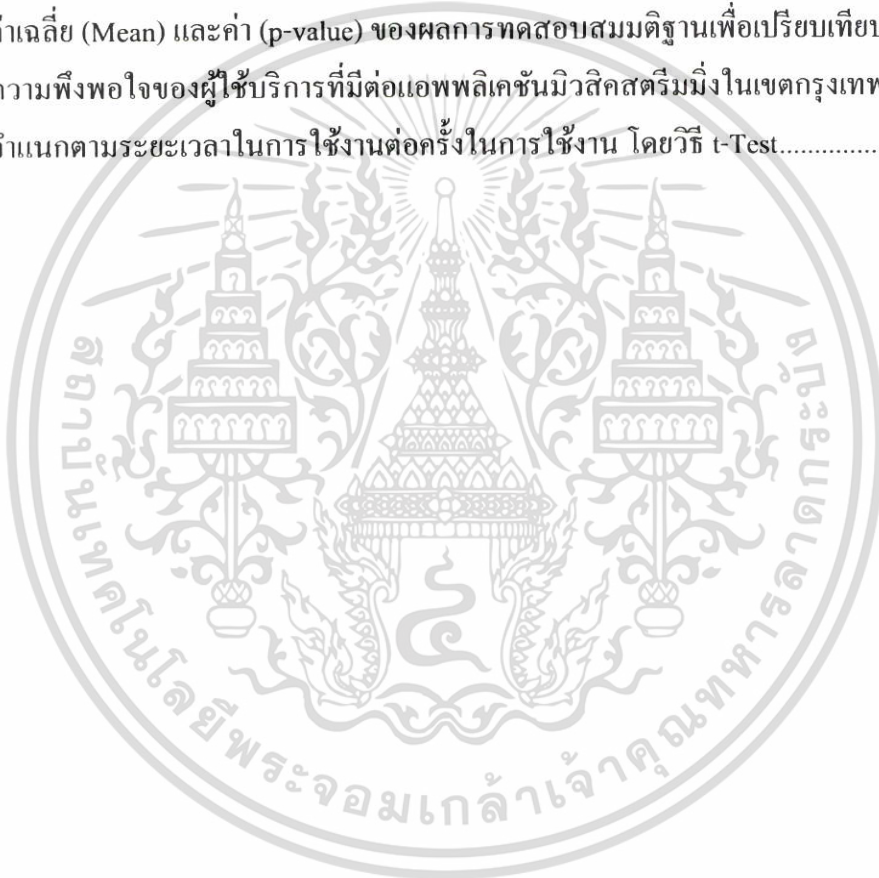 ค่าเฉลี่ย (Mean) และค่า (p-value) ของผลการทดสอบสมมติฐานเพื่อเปรียบเทียบ
ความพึงพอใจของผู้ใช้บริการที่มีต่อแอพพลิเคชันมิวสิคสตรีมมิ่งในเขตกรุงเทพ
จำแนกตามระยะเวลาในการใช้งานต่อครั้งในการใช้งาน โดยวิธี t-Test...............
สถาบันเทคโนโลยีพระจอมเกล้าเจ้าคุณทหารลาดกระบัง
๔